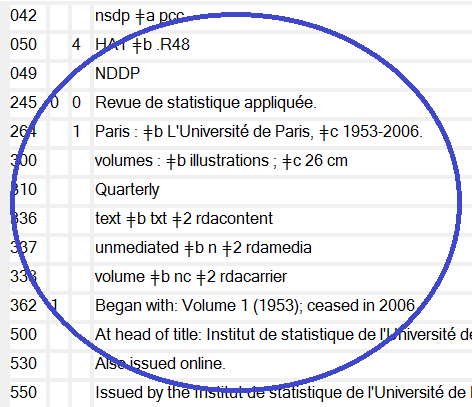 042 nsdp ǂa pcc
050 4 HA1 ǂb .R48
049 NDDP
245 0 0 Revue de statistique appliquée.
264 1 Paris : ǂb L'Université de Paris, ǂc 1953-2006.
300 volumes : ǂb illustrations ; ǂc 26 cm
310 Quarterly
336 text ǂb txt ǂ2 rdacontent
337 unmediated ǂb n ǂ2 rdamedia
338 volume ǂb nc ǂ2 rdacarrier
362 1 Began with: Volume 1 (1953); ceased in 2006.
500 At head of title: Institut de statistique de l'Université de
530 Also issued online.
550 Issued by the Institut de statistique de l'Université de